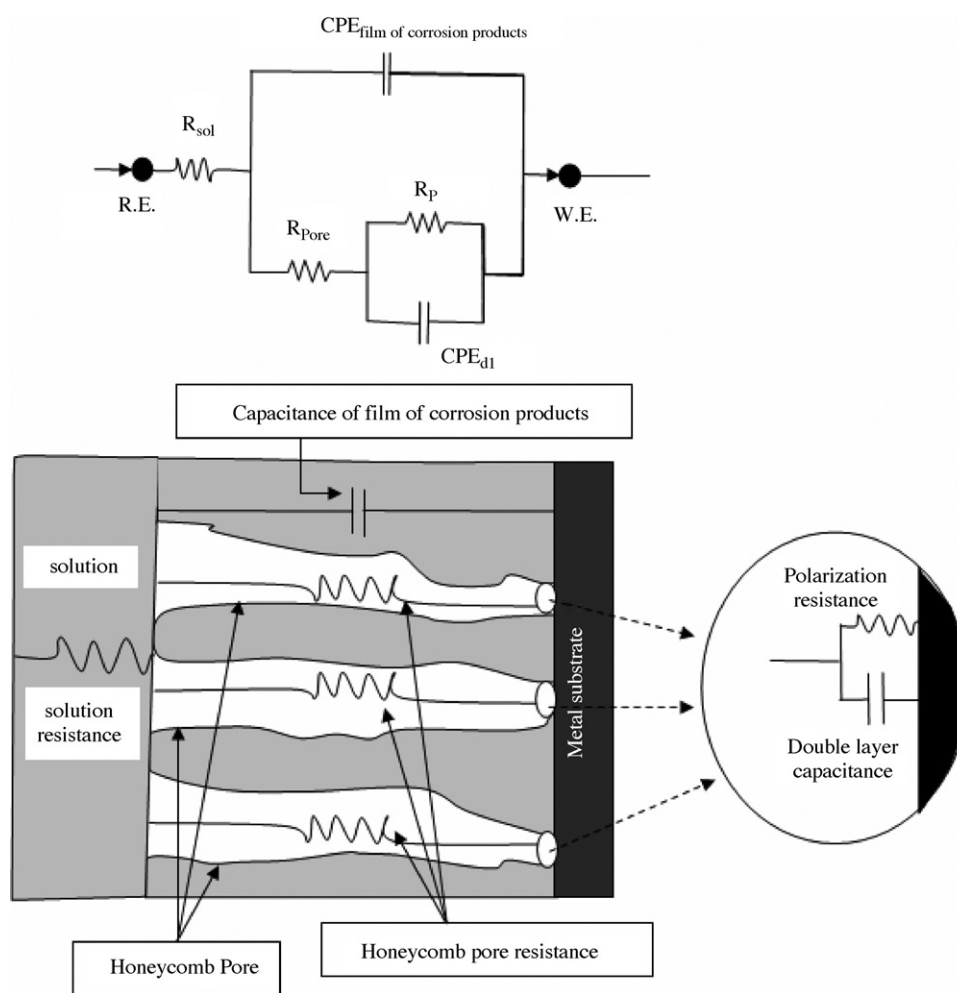 CPEfilm of corrosion products
Rsol
R.E.
RP
W.E.
RPore
CPEd1
Capacitance of film of corrosion products
solution
solution
resistance
Metal substrate
Polarization
resistance
Double layer
capacitance
Honeycomb Pore
Honeycomb pore resistance